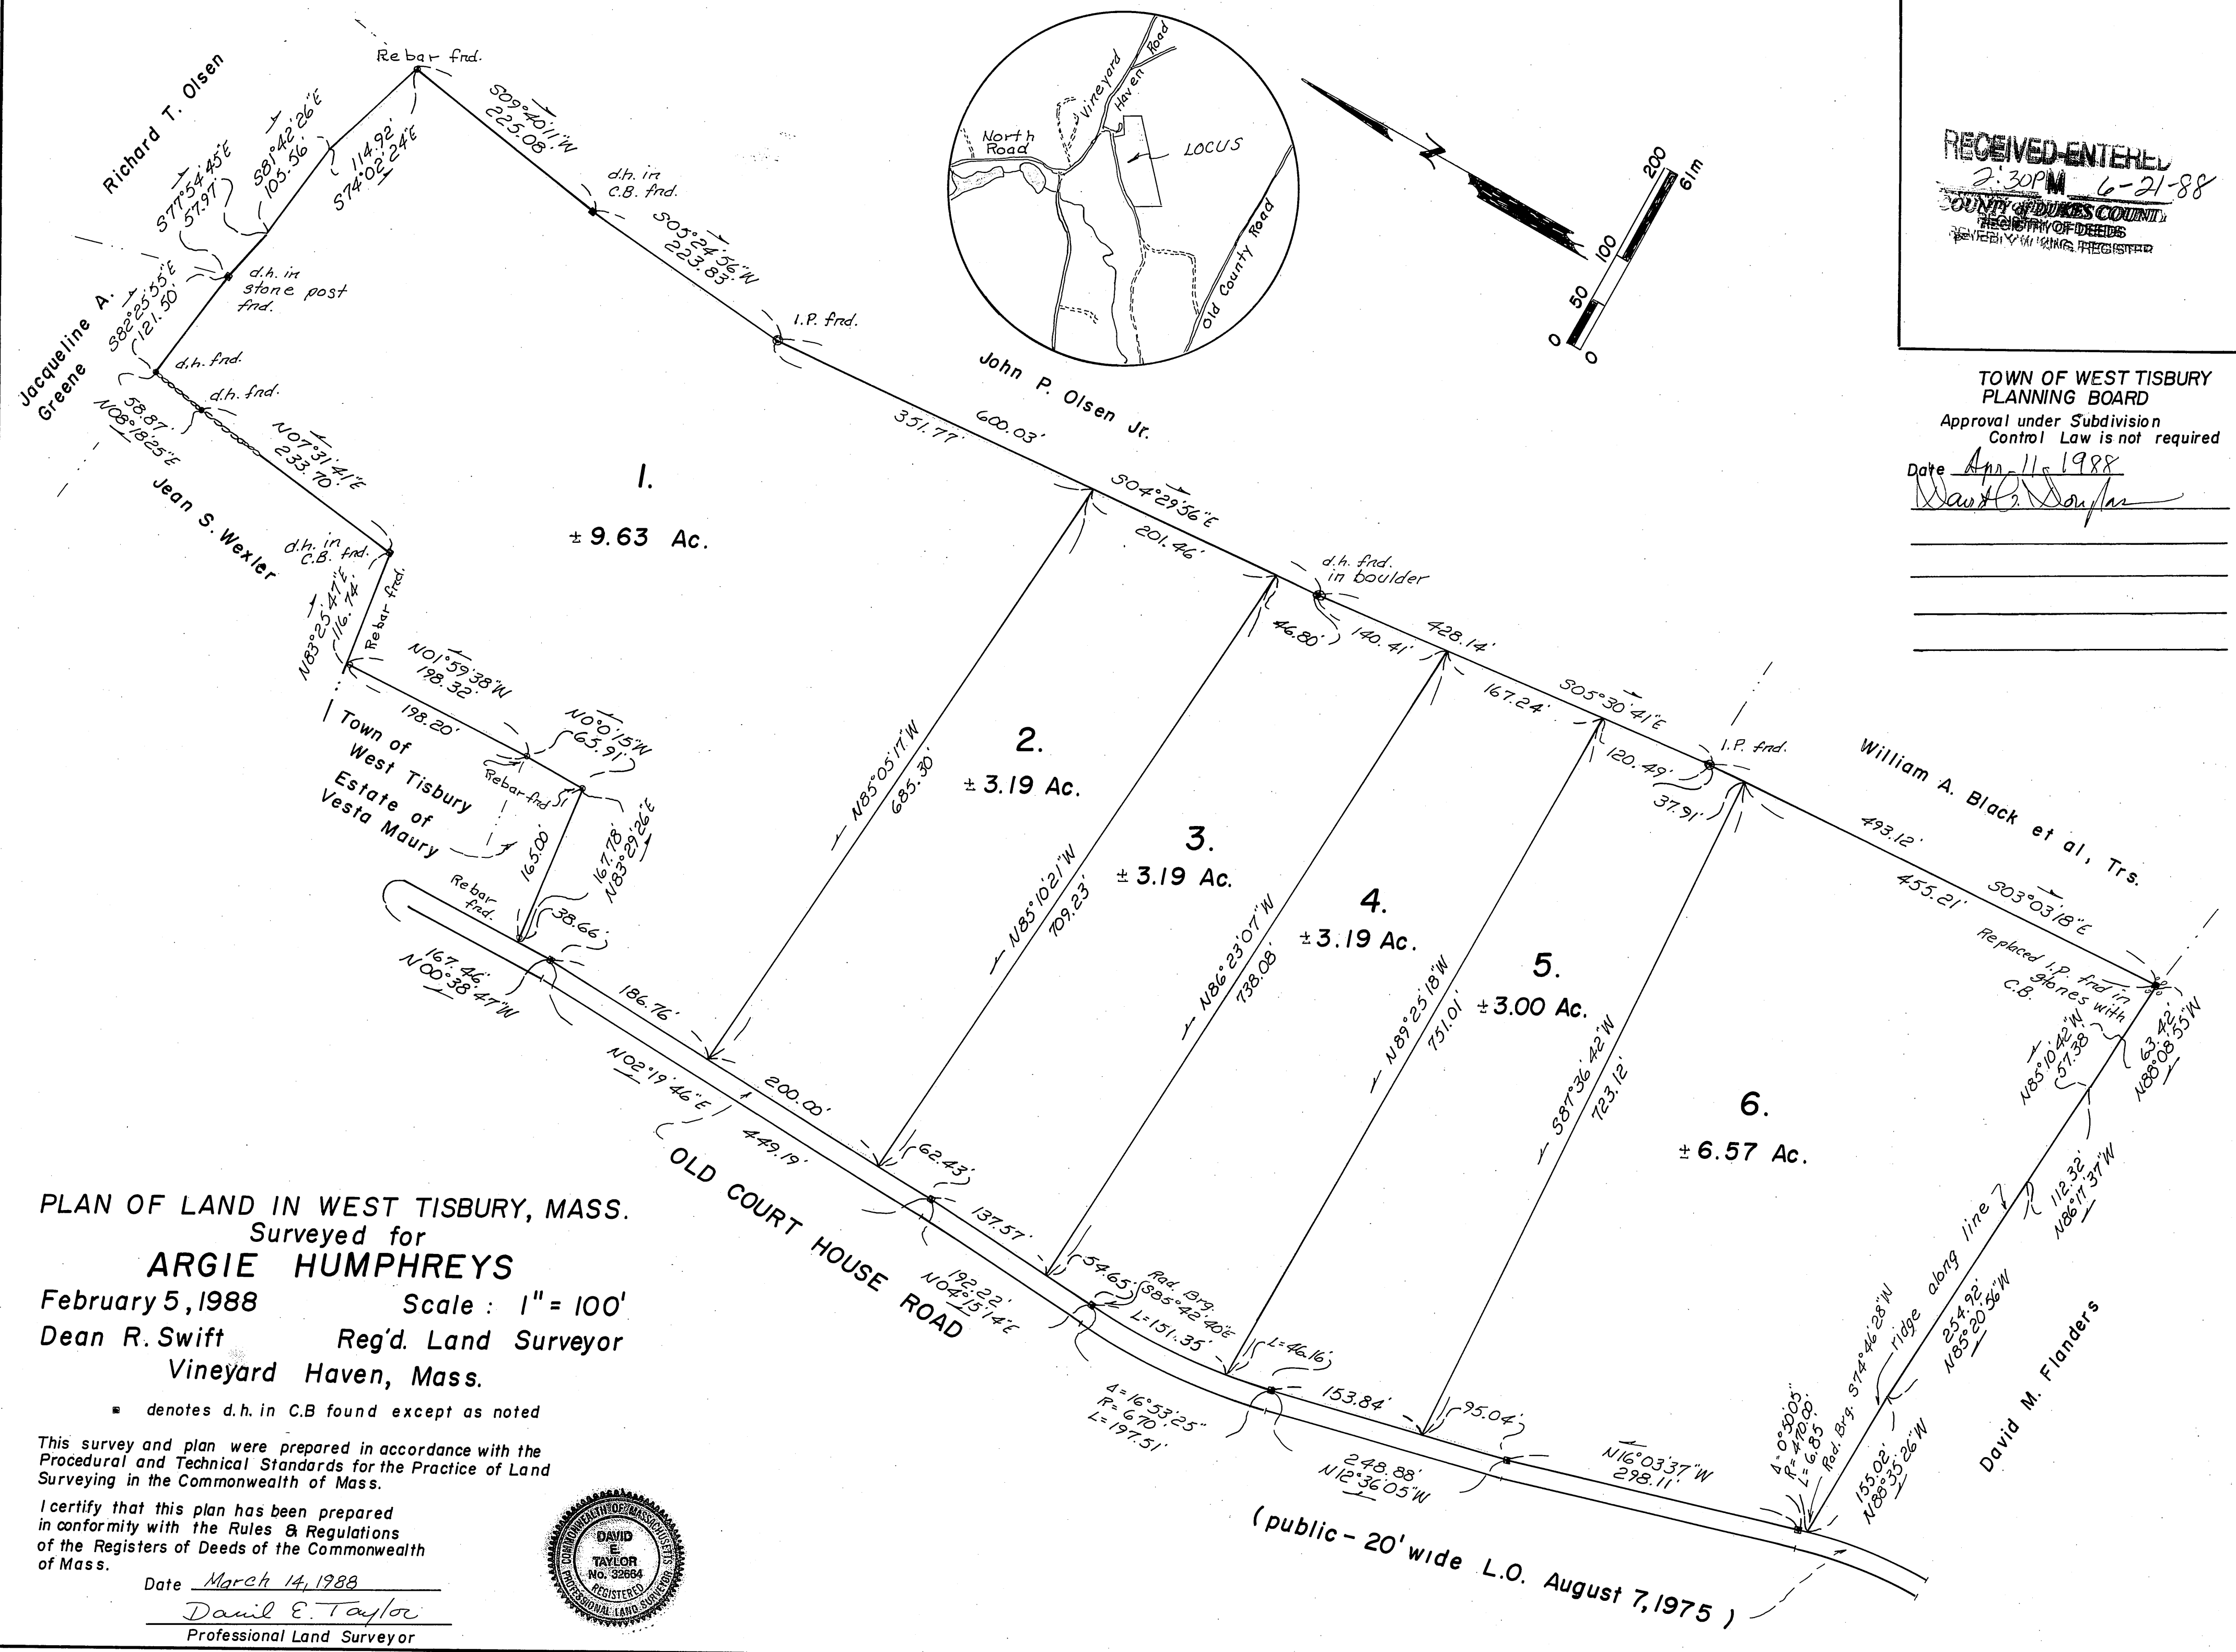 Richard T. Olsen
Rebar fnd.
S09°40'11"W
225.08'
S81°42'26"E
105.56'
114.92'
S74°02'24"E
S77°54'45"E
57.97'
d.h. in
C.B. fnd.
S05°24'56"W
223.83'
d.h. in
stone post
fnd.
S82°25'55"E
121.50'
Jacqueline A.
Greene
d.h. fnd.
d.h. fnd.
58.87'
N08°18'25"E
N07°31'41"E
233.70'
Jean S. Wexler
I.P. fnd.
John P. Olsen Jr.
600.03'
351.77'
North
Road
Vineyard
Haven
Road
LOCUS
Old County Road
N
200
61m
100
50
0
0
RECEIVED-ENTERED
2:30PM 6-21-88
COUNTY of DUKES COUNTY
REGISTRY OF DEEDS
BEVERLY W KING, REGISTER
TOWN OF WEST TISBURY
PLANNING BOARD
Approval under Subdivision
Control Law is not required
Date Apr. 11, 1988
1.
± 9.63 Ac.
d.h. in
C.B. fnd.
N83°25'47"E
116.74'
Rebar fnd.
N01°59'38"W
198.32'
198.20'
N0°0'15"W
65.91'
Rebar fnd
Town of
West Tisbury
Estate of
Vesta Maury
165.00'
167.78'
N83°29'26"E
Rebar
fnd.
38.66'
167.46'
N00°38'47"W
186.76'
N85°05'17"W
685.30'
S04°29'56"E
201.46'
d.h. fnd.
in boulder
46.80'
140.41'
428.14'
2.
± 3.19 Ac.
N85°10'21"W
709.23'
3.
± 3.19 Ac.
N86°23'07"W
738.08'
167.24'
S05°30'41"E
120.49'
I.P. fnd.
37.91'
4.
±3.19 Ac.
N89°25'18"W
751.01'
5.
±3.00 Ac.
S87°36'42"W
723.12'
William A. Black et al, Trs.
493.12'
455.21'
S03°03'18"E
Replaced I.P. fnd in
stones with
C.B.
N85°10'42"W
57.38'
63.42'
N88°08'55"W
6.
±6.57 Ac.
112.32'
N86°17'37"W
ridge along line
254.92'
N85°20'56"W
David M. Flanders
155.02'
N88°35'26"W
Δ=0°50'05"
R=470.00'
L=6.85'
Rad. Brg. S74°46'28"W
N02°19'46"E
449.19'
200.00'
62.43'
137.57'
192.22'
N04°15'14"E
54.65'
Rad. Brg.
S85°42'40"E
L=151.35'
L=46.16'
Δ=16°53'25"
R=670'
L=197.51'
153.84'
95.04'
248.88'
N12°36'05"W
N16°03'37"W
298.11'
OLD COURT HOUSE ROAD
(public - 20' wide L.O. August 7, 1975)
PLAN OF LAND IN WEST TISBURY, MASS.
Surveyed for
ARGIE HUMPHREYS
February 5, 1988 Scale: 1" = 100'
Dean R. Swift Reg'd. Land Surveyor
Vineyard Haven, Mass.
denotes d.h. in C.B found except as noted
This survey and plan were prepared in accordance with the
Procedural and Technical Standards for the Practice of Land
Surveying in the Commonwealth of Mass.
I certify that this plan has been prepared
in conformity with the Rules & Regulations
of the Registers of Deeds of the Commonwealth
of Mass.
Date March 14, 1988
David E. Taylor
Professional Land Surveyor
COMMONWEALTH OF MASSACHUSETTS
DAVID
E.
TAYLOR
No. 32664
REGISTERED
PROFESSIONAL LAND SURVEYOR